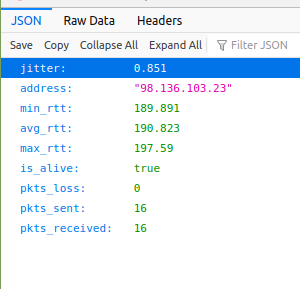 JSON Raw Data Headers
Save Copy Collapse All Expand All Filter JSON
jitter: 0.851
address: "98.136.103.23"
min_rtt: 189.891
avg_rtt: 190.823
max_rtt: 197.59
is_alive: true
pkts_loss: 0
pkts_sent: 16
pkts_received: 16